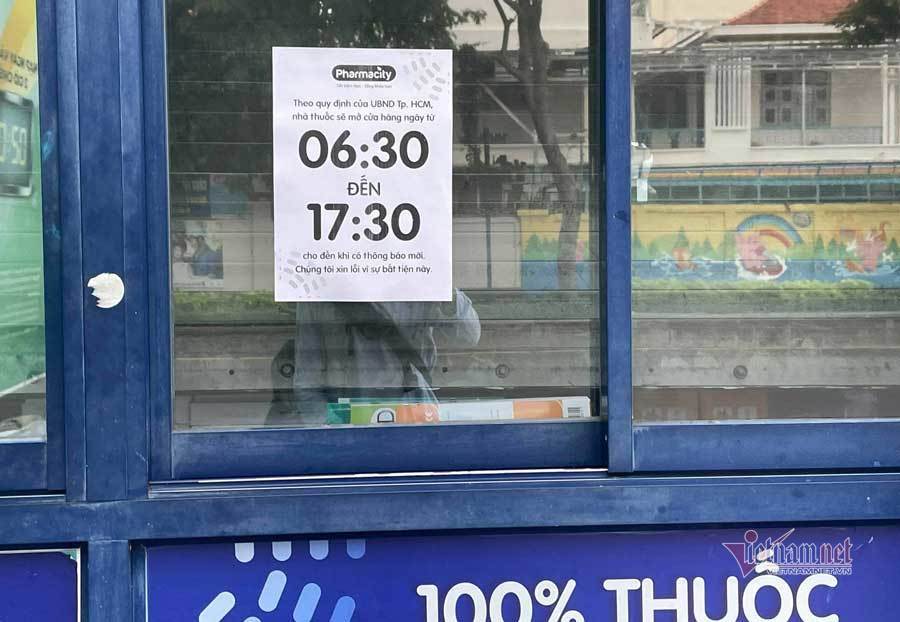 Pharmacity
Theo quy định của UBND Tp. HCM,
nhà thuốc sẽ mở cửa hàng ngày từ
06:30
ĐẾN
17:30
cho đến khi có thông báo mới.
Chúng tôi xin lỗi vì sự bất tiện này.
vietnamnet
VIETNAMNET.VN
100% THUỐC